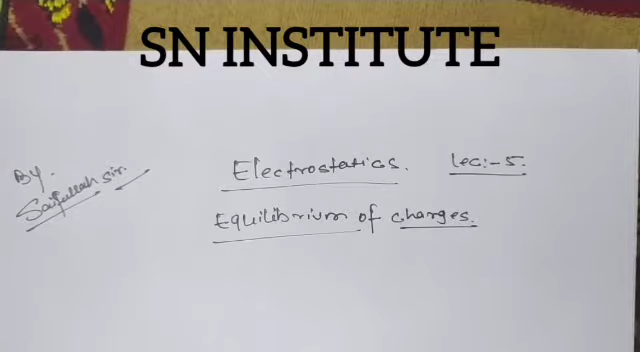 SN INSTITUTE
By.
Saifullah sir.
Electrostatics. Lec:- 5.
Equilibrium of charges.